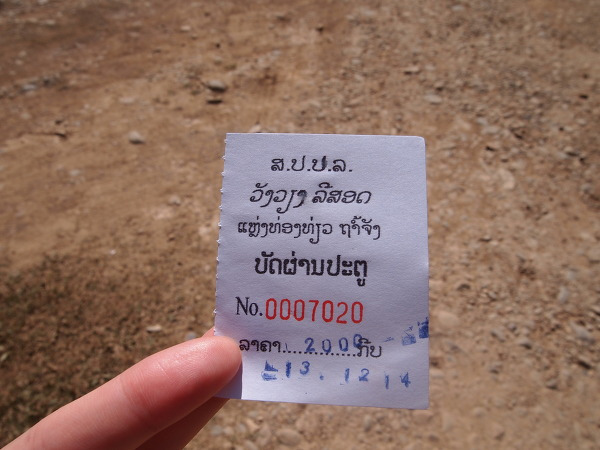 ສ.ປ.ປ.ລ.
ວັງວຽງ ລີສອດ
ແຫຼ່ງທ່ອງທ່ຽວ ຖ້ຳຈັງ
ບັດຜ່ານປະຕູ
No.0007020
ລາຄາ..............2000 ກີບ
13. 12 14